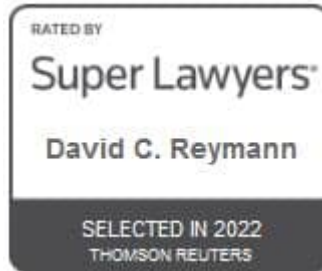 RATED BY
Super Lawyers®
David C. Reymann
SELECTED IN 2022
THOMSON REUTERS